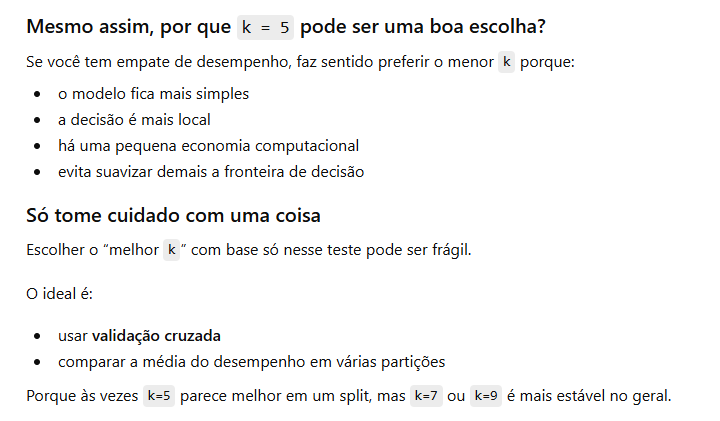 Mesmo assim, por que k = 5 pode ser uma boa escolha?
Se você tem empate de desempenho, faz sentido preferir o menor k porque:
• o modelo fica mais simples
• a decisão é mais local
• há uma pequena economia computacional
• evita suavizar demais a fronteira de decisão
Só tome cuidado com uma coisa
Escolher o “melhor k” com base só nesse teste pode ser frágil.
O ideal é:
• usar validação cruzada
• comparar a média do desempenho em várias partições
Porque às vezes k=5 parece melhor em um split, mas k=7 ou k=9 é mais estável no geral.